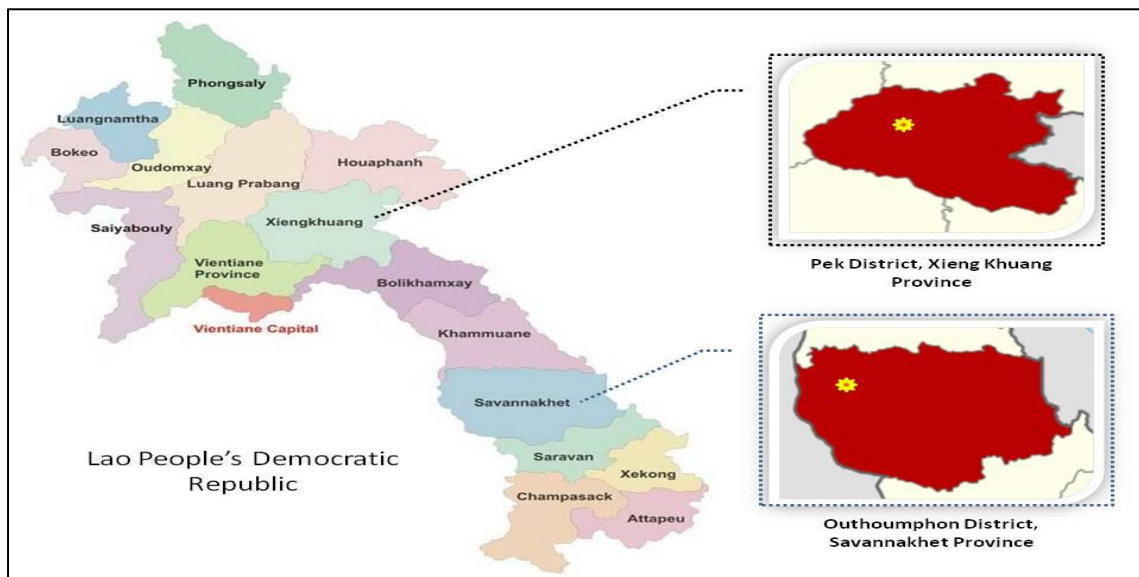 Phongsaly
Luangnamtha
Bokeo
Oudomxay
Houaphanh
Luang Prabang
Xiengkhuang
Saiyabouly
Vientiane
Province
Bolikhamxay
Vientiane Capital
Khammuane
Savannakhet
Saravan
Xekong
Champasack
Attapeu
Lao People’s Democratic
Republic
Pek District, Xieng Khuang
Province
Outhoumphon District,
Savannakhet Province